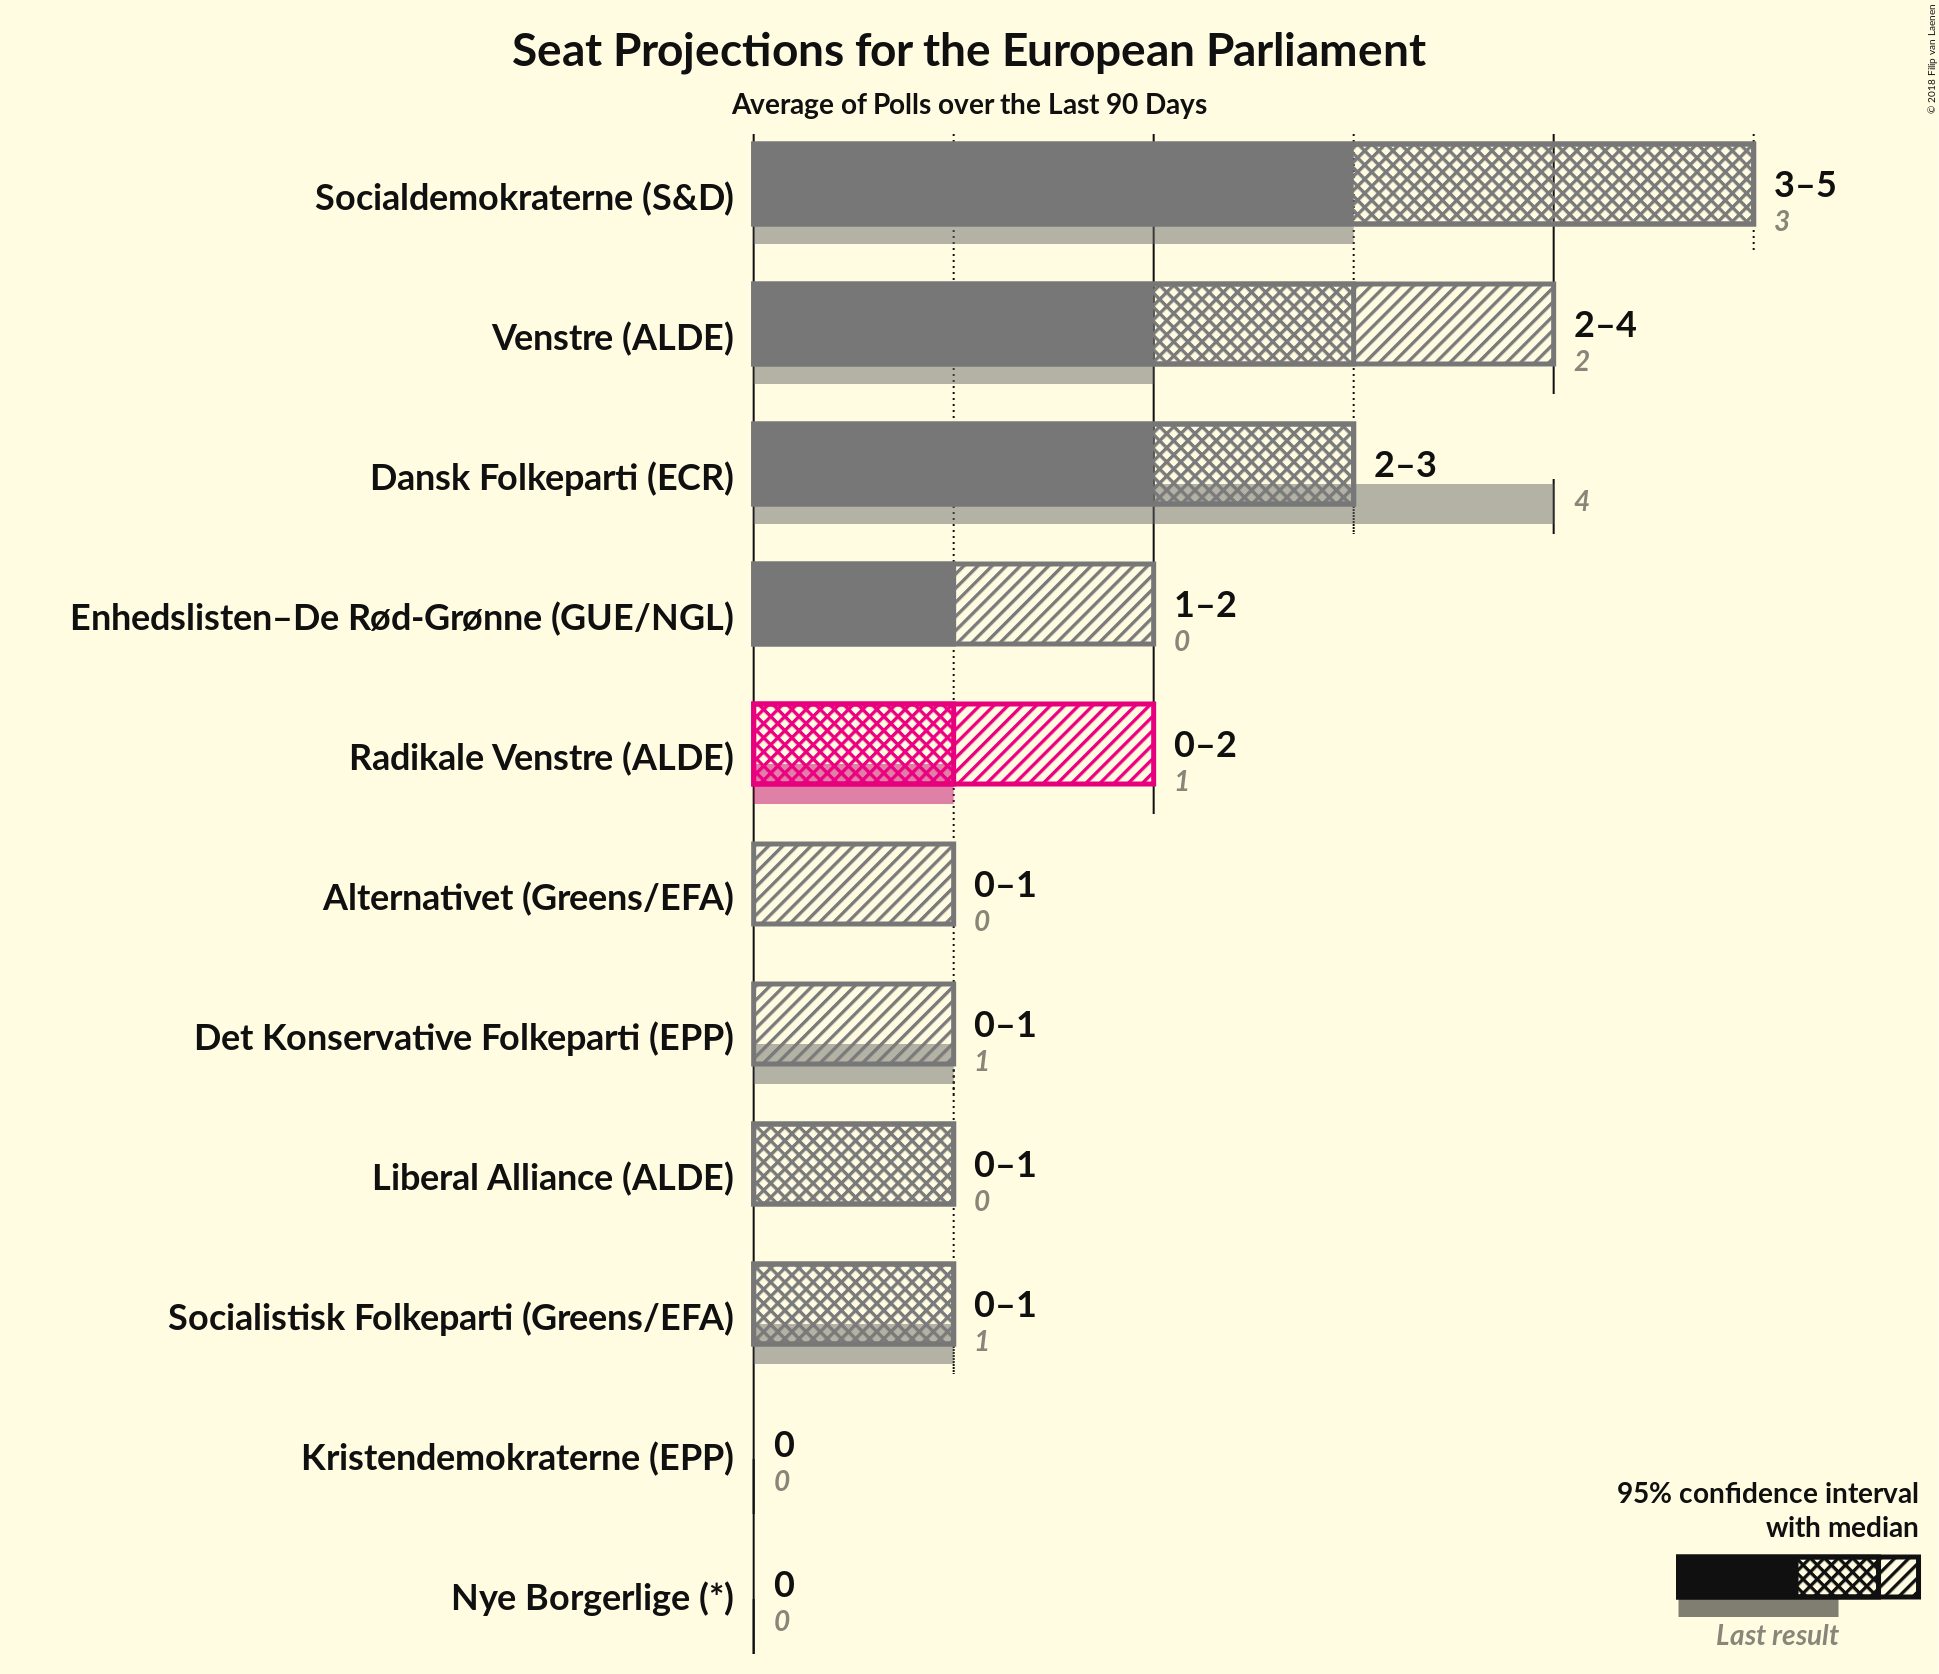 Seat Projections for the European Parliament
Average of Polls over the Last 90 Days
© 2018 Filip van Laenen
Socialdemokraterne (S&D)
3–5
3
Venstre (ALDE)
2–4
2
Dansk Folkeparti (ECR)
2–3
4
Enhedslisten–De Rød-Grønne (GUE/NGL)
1–2
0
Radikale Venstre (ALDE)
0–2
1
Alternativet (Greens/EFA)
0–1
0
Det Konservative Folkeparti (EPP)
0–1
1
Liberal Alliance (ALDE)
0–1
0
Socialistisk Folkeparti (Greens/EFA)
0–1
1
Kristendemokraterne (EPP)
0
0
Nye Borgerlige (*)
0
0
95% confidence interval
with median
Last result